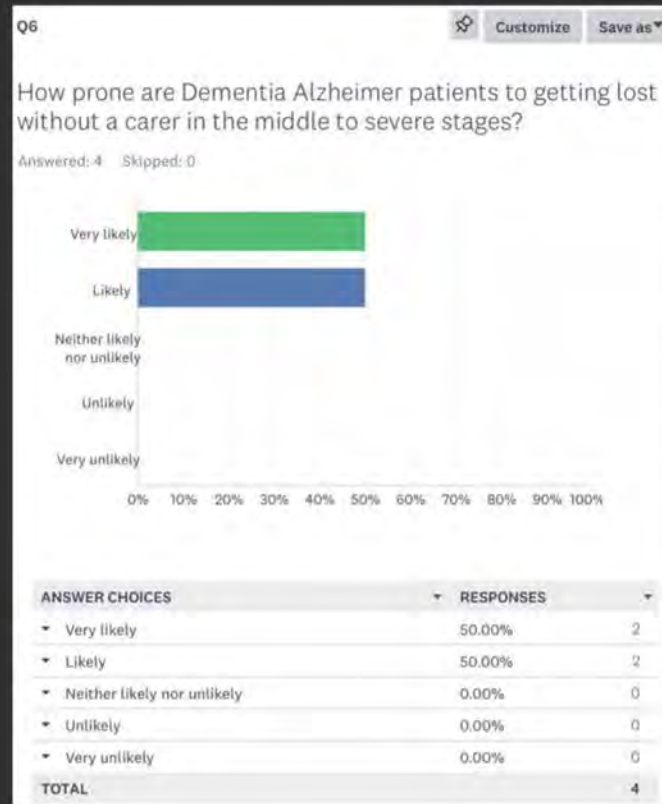 Q6
Customize
Save as
How prone are Dementia Alzheimer patients to getting lost
without a carer in the middle to severe stages?
Answered: 4 Skipped: 0
Very likely
Likely
Neither likely
nor unlikely
Unlikely
Very unlikely
0% 10% 20% 30% 40% 50% 60% 70% 80% 90% 100%
ANSWER CHOICES RESPONSES
Very likely 50.00% 2
Likely 50.00% 2
Neither likely nor unlikely 0.00% 0
Unlikely 0.00% 0
Very unlikely 0.00% 0
TOTAL 4